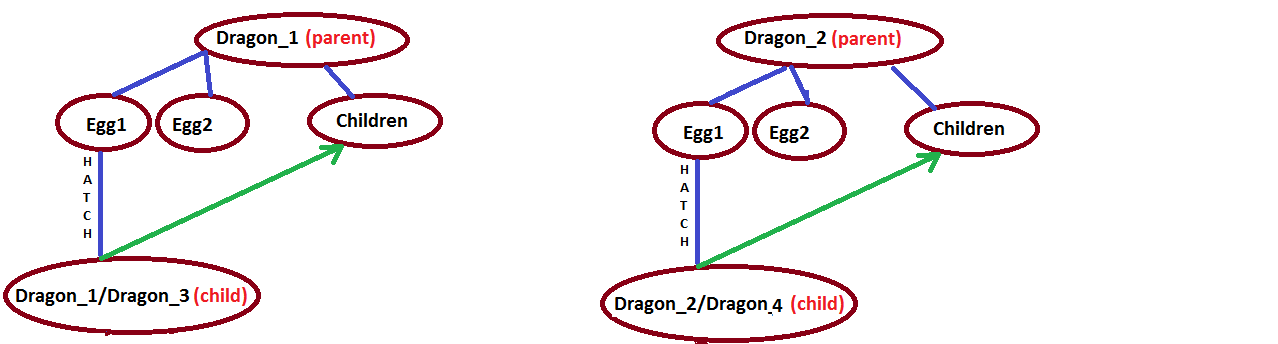 Dragon_1 (parent)
Egg1
Egg2
Children
H
A
T
C
H
Dragon_1/Dragon_3 (child)
Dragon_2 (parent)
Egg1
Egg2
Children
H
A
T
C
H
Dragon_2/Dragon_4 (child)